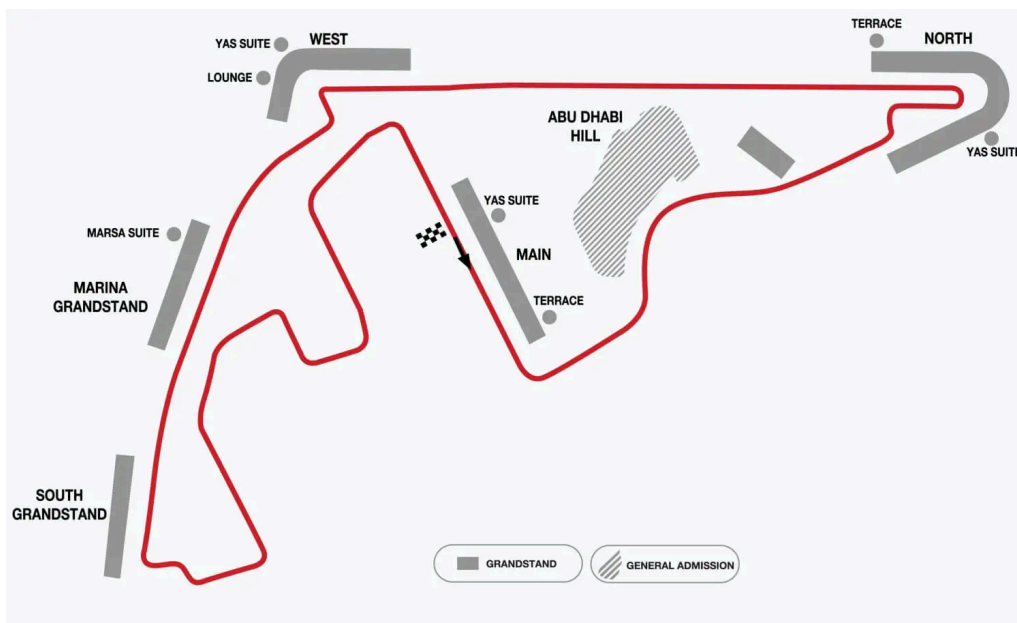 TERRACE
YAS SUITE
WEST
NORTH
LOUNGE
ABU DHABI
HILL
YAS SUITE
YAS SUITE
MARSA SUITE
MAIN
MARINA
GRANDSTAND
TERRACE
SOUTH
GRANDSTAND
GRANDSTAND
GENERAL ADMISSION